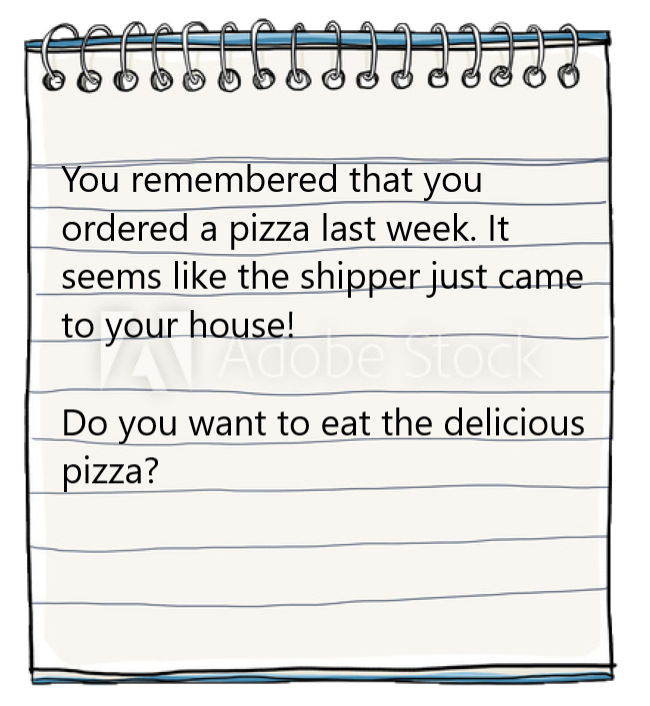 You remembered that you
ordered a pizza last week. It
seems like the shipper just came
to your house!
Adobe Stock
Do you want to eat the delicious
pizza?